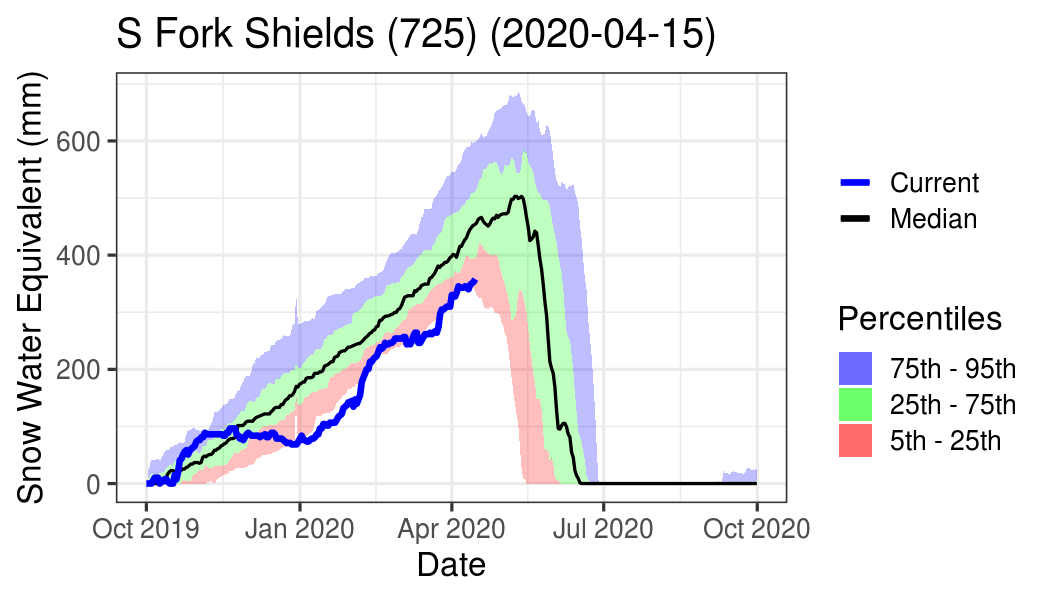 S Fork Shields (725) (2020-04-15)
Snow Water Equivalent (mm)
600
400
200
0
Oct 2019
Jan 2020
Apr 2020
Jul 2020
Oct 2020
Date
Current
Median
Percentiles
75th - 95th
25th - 75th
5th - 25th